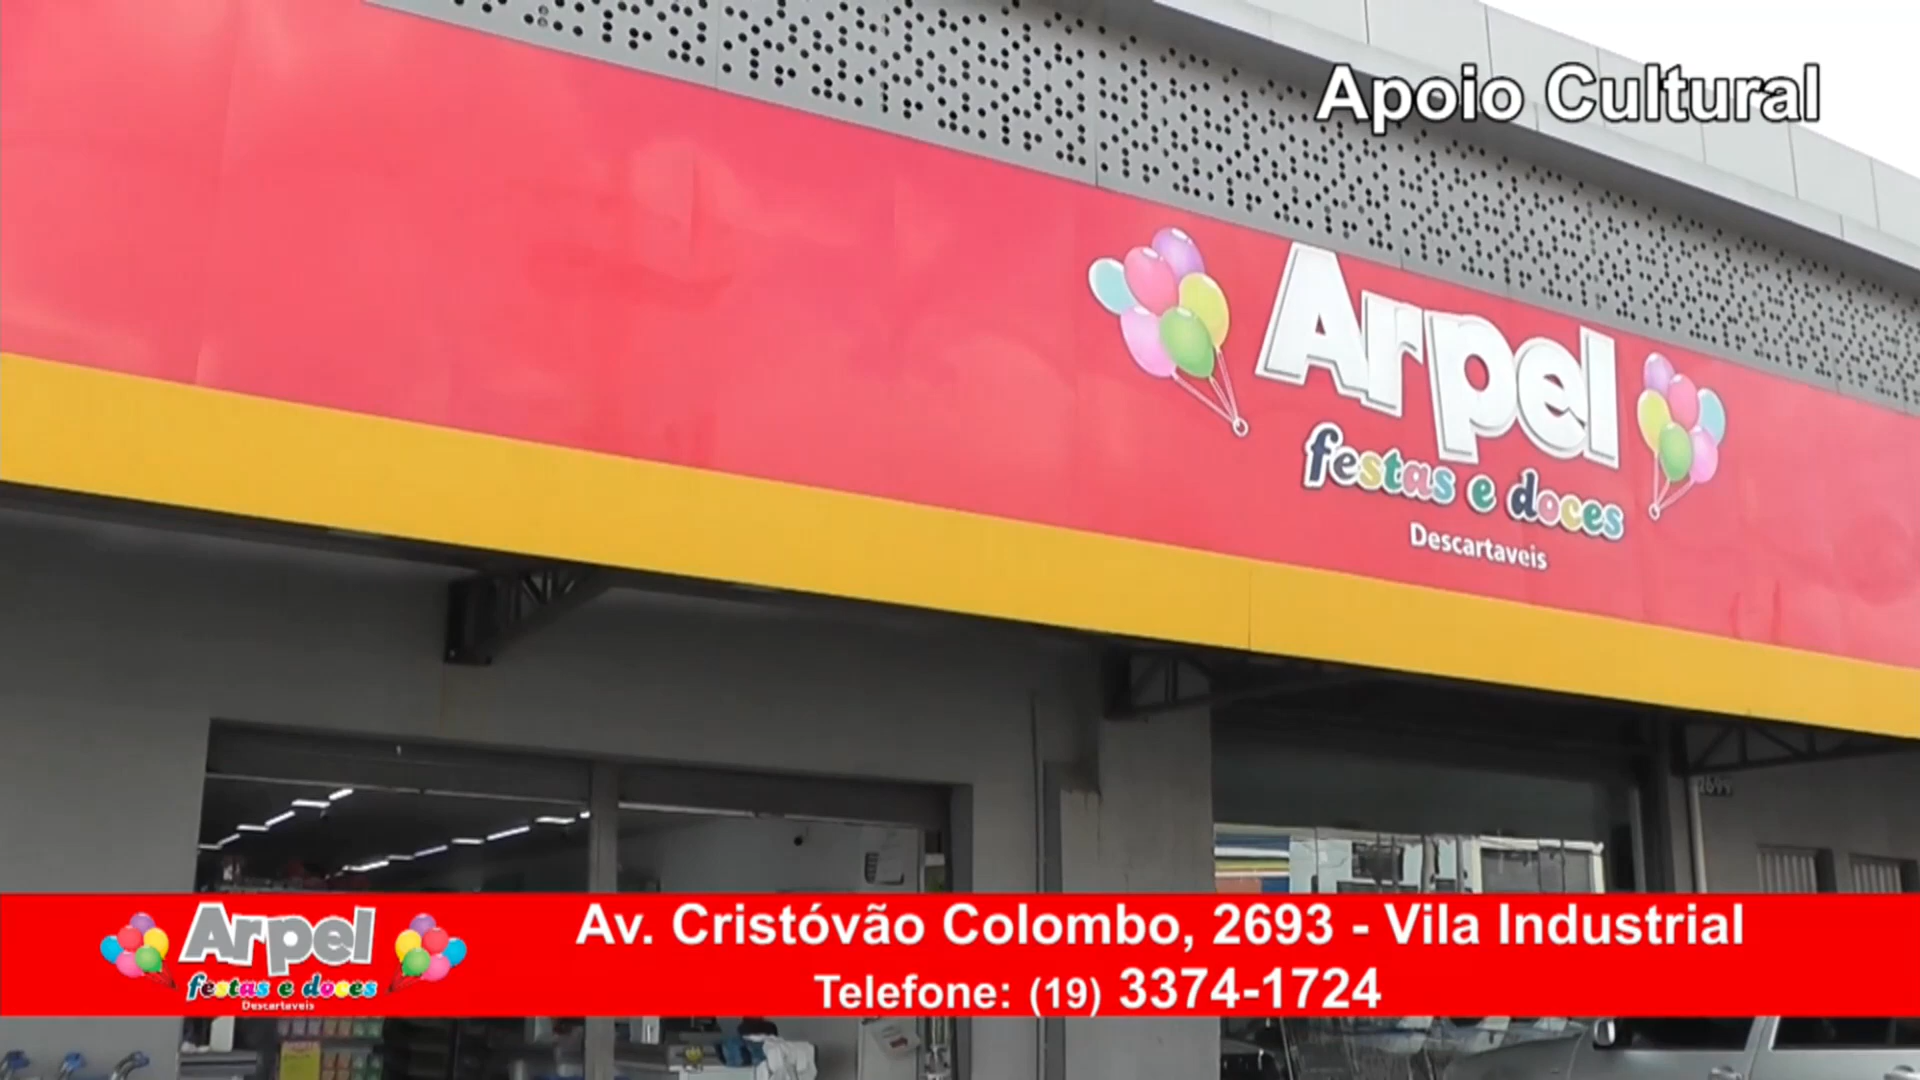 Apoio Cultural
Arpel
festas e doces
Descartaveis
Arpel
festas e doces
Descartaveis
Av. Cristóvão Colombo, 2693 - Vila Industrial
Telefone: (19) 3374-1724